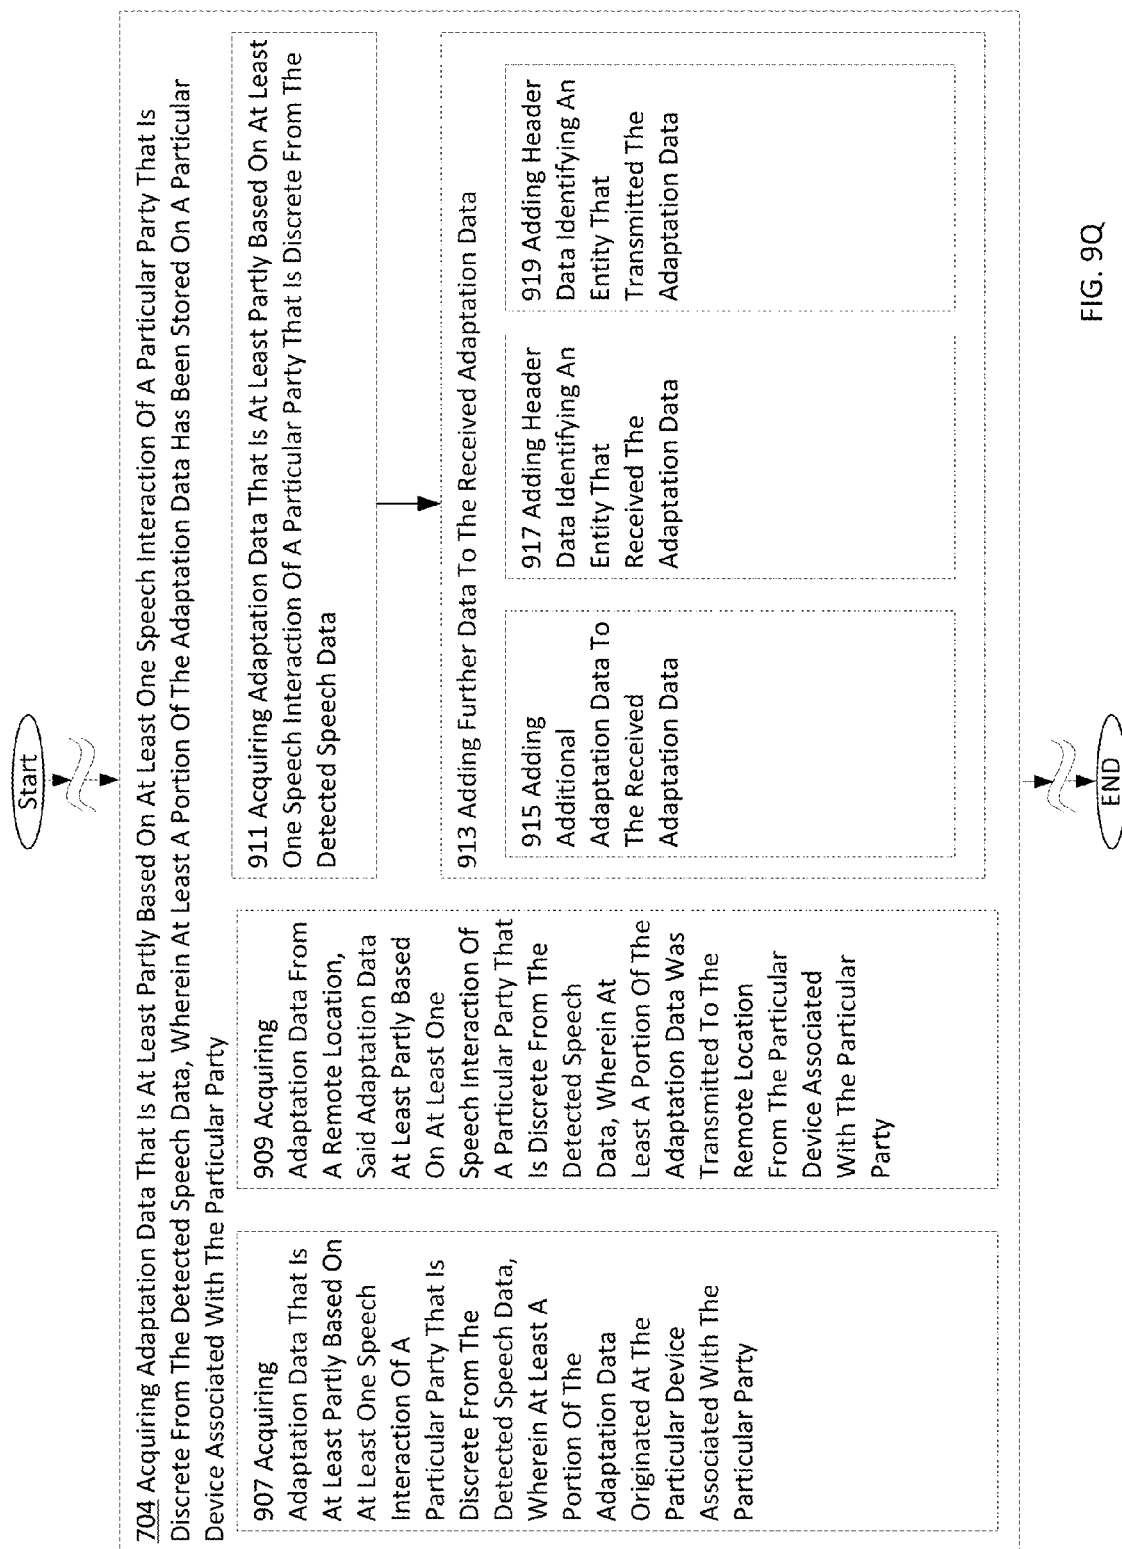 Start
704 Acquiring Adaptation Data That Is At Least Partly Based On At Least One Speech Interaction Of A Particular Party That Is
Discrete From The Detected Speech Data, Wherein At Least A Portion Of The Adaptation Data Has Been Stored On A Particular
Device Associated With The Particular Party
907 Acquiring
Adaptation Data That Is
At Least Partly Based On
At Least One Speech
Interaction Of A
Particular Party That Is
Discrete From The
Detected Speech Data,
Wherein At Least A
Portion Of The
Adaptation Data
Originated At The
Particular Device
Associated With The
Particular Party
909 Acquiring
Adaptation Data From
A Remote Location,
Said Adaptation Data
At Least Partly Based
On At Least One
Speech Interaction Of
A Particular Party That
Is Discrete From The
Detected Speech
Data, Wherein At
Least A Portion Of The
Adaptation Data Was
Transmitted To The
Remote Location
From The Particular
Device Associated
With The Particular
Party
911 Acquiring Adaptation Data That Is At Least Partly Based On At Least
One Speech Interaction Of A Particular Party That Is Discrete From The
Detected Speech Data
913 Adding Further Data To The Received Adaptation Data
915 Adding
Additional
Adaptation Data To
The Received
Adaptation Data
917 Adding Header
Data Identifying An
Entity That
Received The
Adaptation Data
919 Adding Header
Data Identifying An
Entity That
Transmitted The
Adaptation Data
END
FIG. 9Q